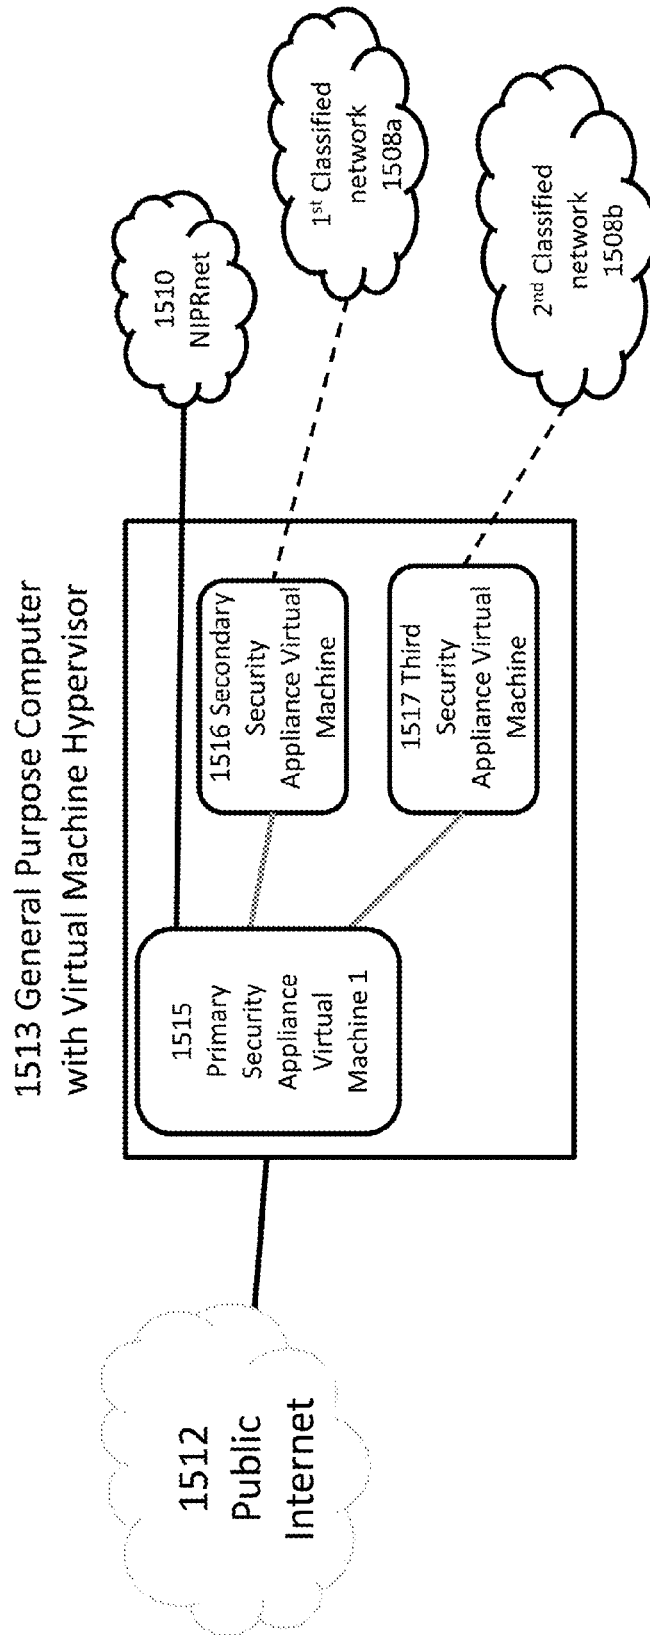 1513 General Purpose Computer
with Virtual Machine Hypervisor
1512
Public
Internet
1515
Primary
Security
Appliance
Virtual
Machine 1
1516 Secondary
Security
Appliance Virtual
Machine
1517 Third
Security
Appliance Virtual
Machine
1510
NIPRnet
1st Classified
network
1508a
2nd Classified
network
1508b